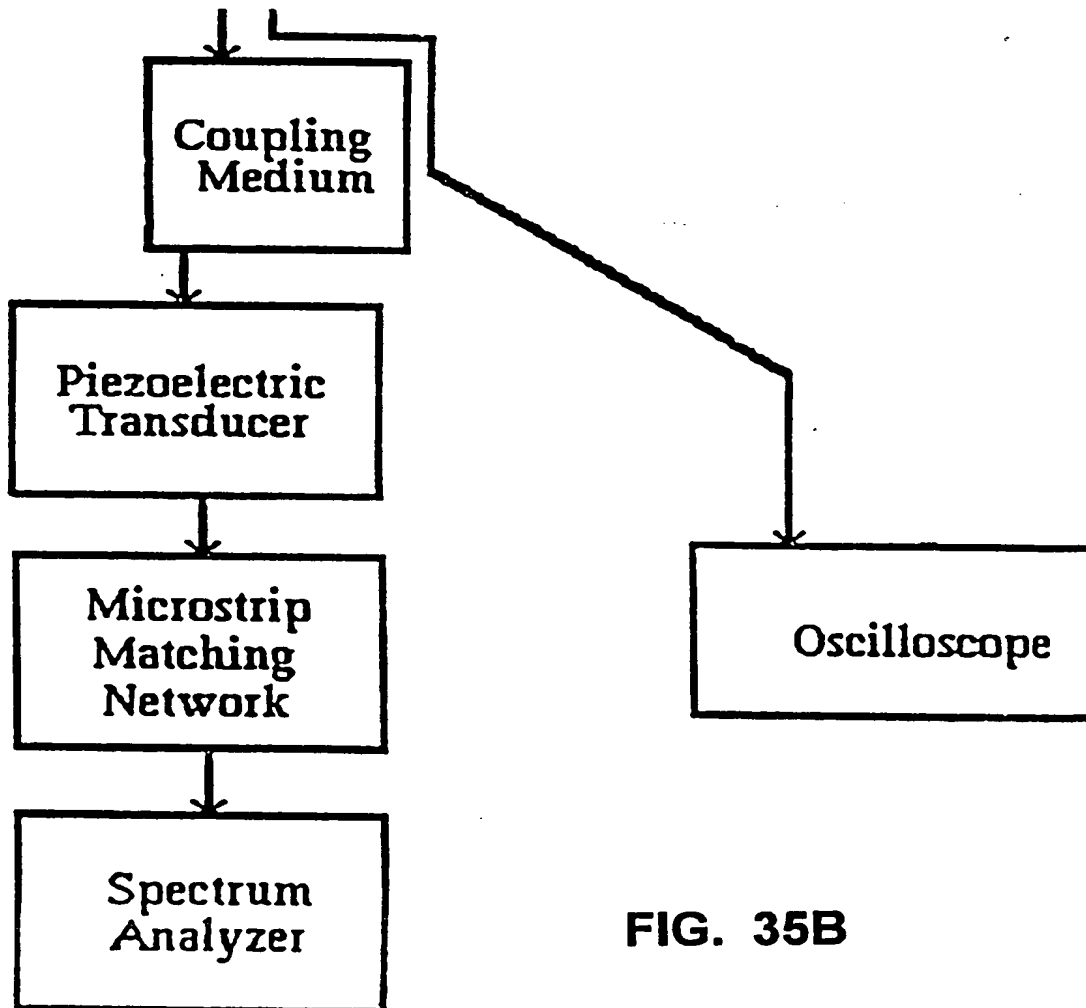 Coupling
Medium
Piezoelectric
Transducer
Microstrip
Matching
Network
Oscilloscope
Spectrum
Analyzer
FIG. 35B